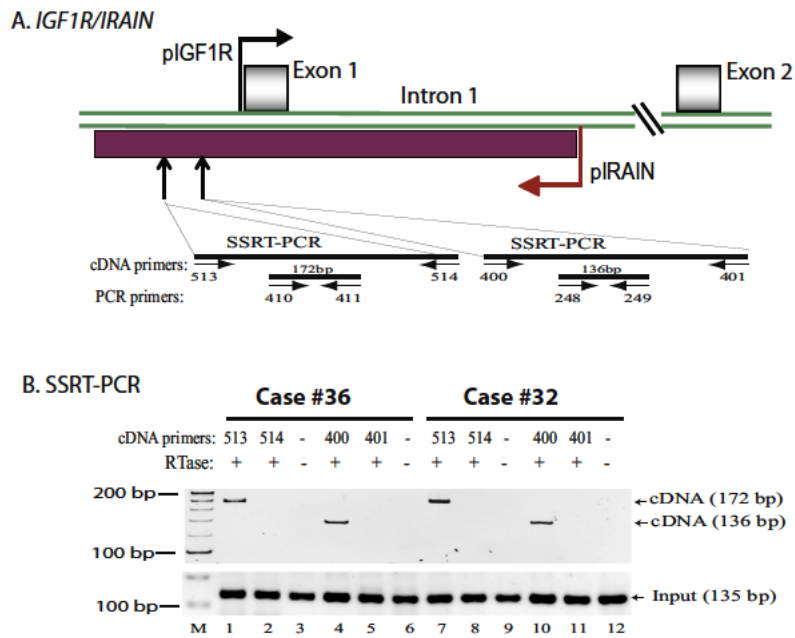 A. IGF1R/IRAIN
pIGF1R
Exon 1
Intron 1
Exon 2
pIRAIN
SSRT-PCR SSRT-PCR
cDNA primers: 513 172bp 514 400 136bp 401
PCR primers: 410 411 248 249
B. SSRT-PCR
Case #36 Case #32
cDNA primers: 513 514 - 400 401 - 513 514 - 400 401 -
RTase: + + - + + - + + - + + -
200 bp
cDNA (172 bp)
cDNA (136 bp)
100 bp
Input (135 bp)
100 bp
M 1 2 3 4 5 6 7 8 9 10 11 12